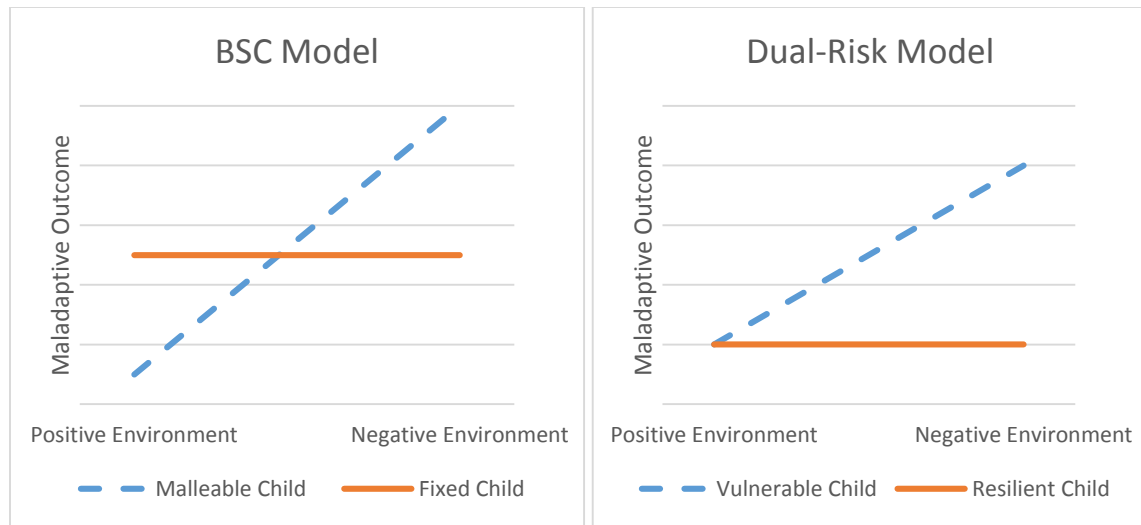 BSC Model
Maladaptive Outcome
Positive Environment
Negative Environment
Malleable Child
Fixed Child
Dual-Risk Model
Maladaptive Outcome
Positive Environment
Negative Environment
Vulnerable Child
Resilient Child